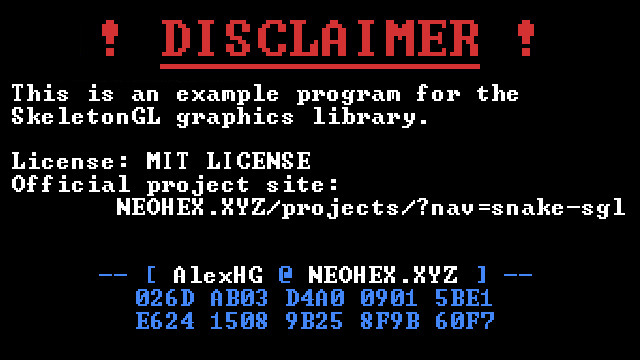 ! DISCLAIMER !
This is an example program for the
SkeletonGL graphics library.
License: MIT LICENSE
Official project site:
NEOHEX.XYZ/projects/?nav=snake-sgl
-- [ AlexHG @ NEOHEX.XYZ ] --
026D AB03 D4A0 0901 5BE1
E624 1508 9B25 8F9B 60F7